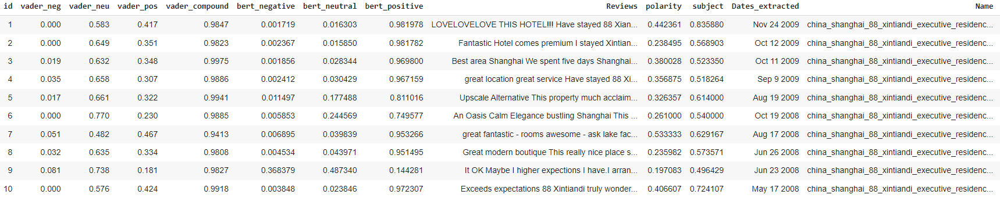 id vader_neg vader_neu vader_pos vader_compound bert_negative bert_neutral bert_positive Reviews polarity subject Dates_extracted Name
1 0.000 0.583 0.417 0.9847 0.001719 0.016303 0.981978 LOVELOVELOVE THIS HOTEL!!! Have stayed 88 Xian... 0.442361 0.835880 Nov 24 2009 china_shanghai_88_xintiandi_executive_residenc...
2 0.000 0.649 0.351 0.9823 0.002367 0.015850 0.981782 Fantastic Hotel comes premium I stayed Xintian... 0.238495 0.568903 Oct 12 2009 china_shanghai_88_xintiandi_executive_residenc...
3 0.019 0.632 0.348 0.9975 0.001856 0.028344 0.969800 Best area Shanghai We spent five days Shanghai... 0.380028 0.523350 Oct 11 2009 china_shanghai_88_xintiandi_executive_residenc...
4 0.035 0.658 0.307 0.9886 0.002412 0.030429 0.967159 great location great service Have stayed 88 Xi... 0.356875 0.518264 Sep 9 2009 china_shanghai_88_xintiandi_executive_residenc...
5 0.017 0.661 0.322 0.9941 0.011497 0.177488 0.811016 Upscale Alternative This property much acclaim... 0.326357 0.614000 Aug 19 2009 china_shanghai_88_xintiandi_executive_residenc...
6 0.000 0.770 0.230 0.9885 0.005853 0.244569 0.749577 An Oasis Calm Elegance bustling Shanghai This ... 0.261000 0.540000 Oct 19 2008 china_shanghai_88_xintiandi_executive_residenc...
7 0.051 0.482 0.467 0.9413 0.006895 0.039839 0.953266 great fantastic - rooms awesome - ask lake fac... 0.533333 0.629167 Aug 17 2008 china_shanghai_88_xintiandi_executive_residenc...
8 0.032 0.635 0.334 0.9808 0.004534 0.043971 0.951495 Great modern boutique This really nice place s... 0.235982 0.573571 Jun 26 2008 china_shanghai_88_xintiandi_executive_residenc...
9 0.081 0.738 0.181 0.9827 0.368379 0.487340 0.144281 It OK Maybe I higher expections I have.I arran... 0.197083 0.496429 Jun 23 2008 china_shanghai_88_xintiandi_executive_residenc...
10 0.000 0.576 0.424 0.9918 0.003848 0.023846 0.972307 Exceeds expectations 88 Xintiandi truly wonder... 0.406607 0.724107 May 17 2008 china_shanghai_88_xintiandi_executive_residenc...